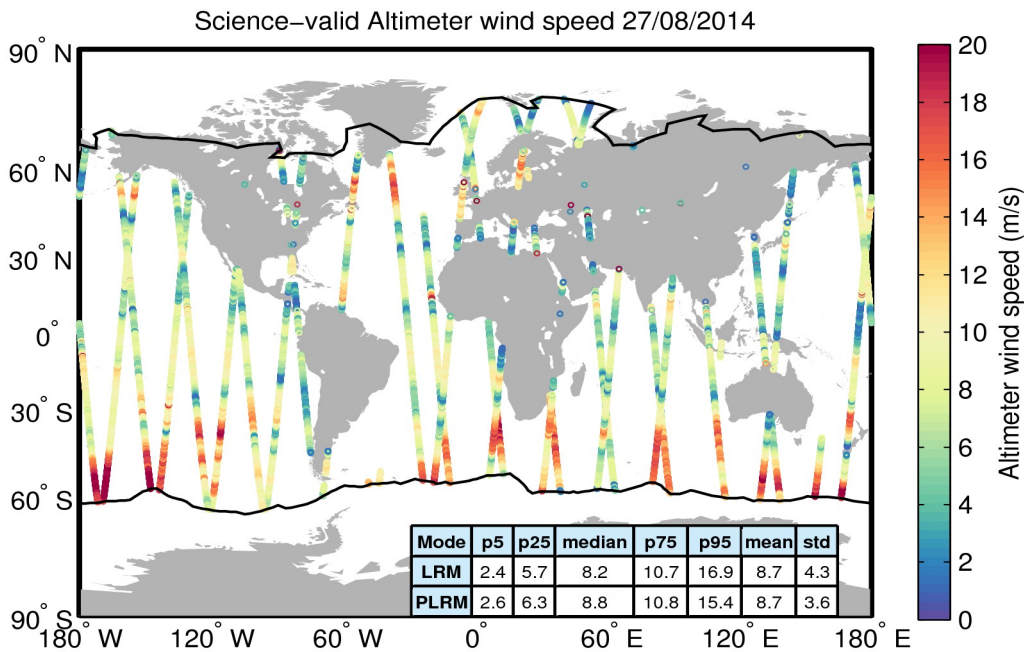 Science−valid Altimeter wind speed 27/08/2014
90° N
60° N
30° N
0°
30° S
60° S
90° S
180° W
120° W
60° W
0°
60° E
120° E
180° E
Mode p5 p25 median p75 p95 mean std
LRM 2.4 5.7 8.2 10.7 16.9 8.7 4.3
PLRM 2.6 6.3 8.8 10.8 15.4 8.7 3.6
20
18
16
14
12
10
8
6
4
2
0
Altimeter wind speed (m/s)